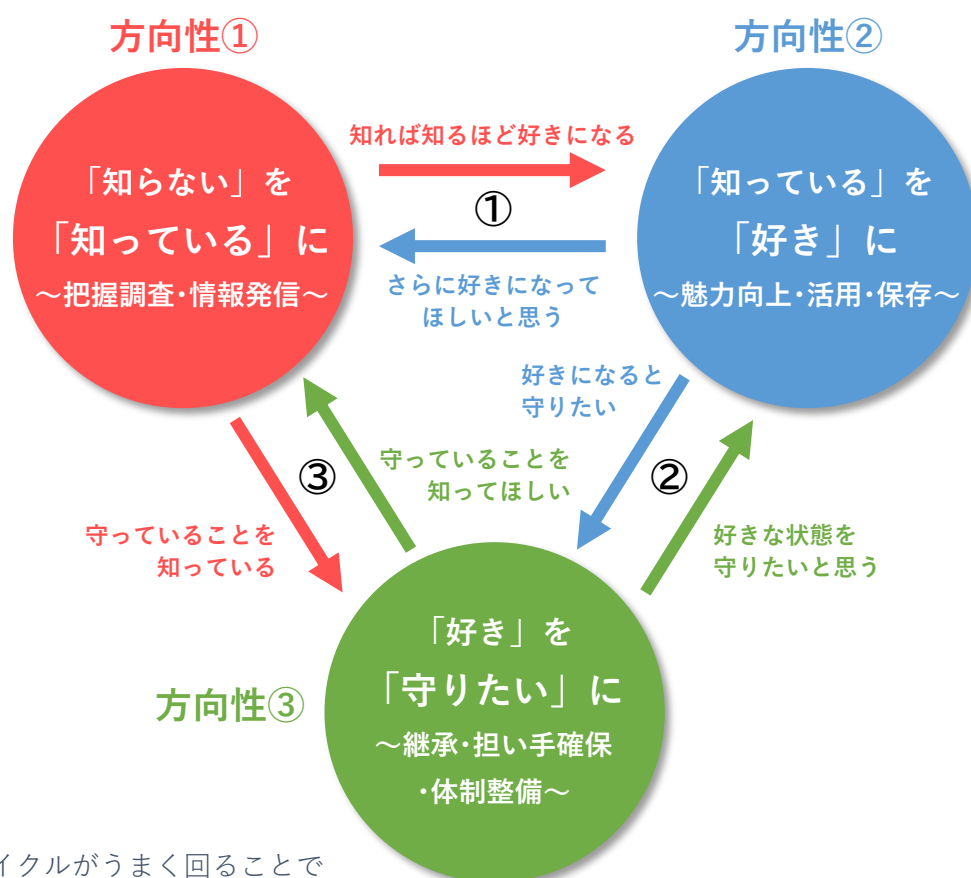 方向性①
方向性②
「知らない」を
「知っている」に
～把握調査・情報発信～
知れば知るほど好きになる
①
さらに好きになって
ほしいと思う
「知っている」を
「好き」に
～魅力向上・活用・保存～
好きになると
守りたい
②
好きな状態を
守りたいと思う
守っていることを
知ってほしい
③
守っていることを
知っている
方向性③
「好き」を
「守りたい」に
～継承・担い手確保
・体制整備～
イクルがうまく回ることで